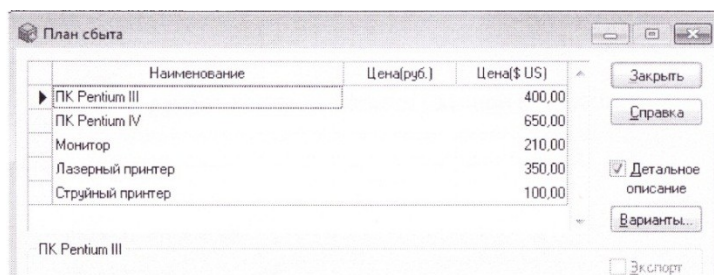 План сбыта
Наименование Цена(руб.) Цена($ US)
ПК Pentium III 400,00
ПК Pentium IV 650,00
Монитор 210,00
Лазерный принтер 350,00
Струйный принтер 100,00
Закрыть
Справка
Детальное
описание
Варианты...
ПК Pentium III
Экспорт